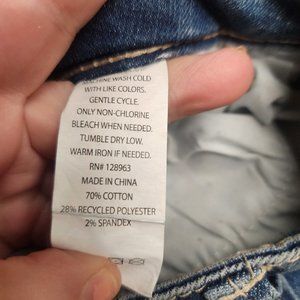 MACHINE WASH COLD
WITH LIKE COLORS.
GENTLE CYCLE.
ONLY NON-CHLORINE
BLEACH WHEN NEEDED.
TUMBLE DRY LOW.
WARM IRON IF NEEDED.
RN# 128963
MADE IN CHINA
70% COTTON
28% RECYCLED POLYESTER
2% SPANDEX